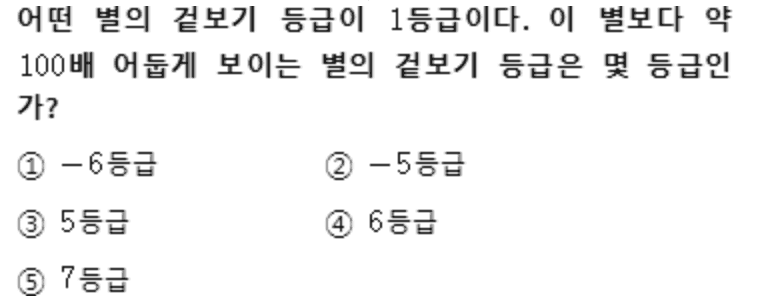 어떤 별의 겉보기 등급이 1등급이다. 이 별보다 약
100배 어둡게 보이는 별의 겉보기 등급은 몇 등급인
가?
① －6등급 ② －5등급
③ 5등급 ④ 6등급
⑤ 7등급